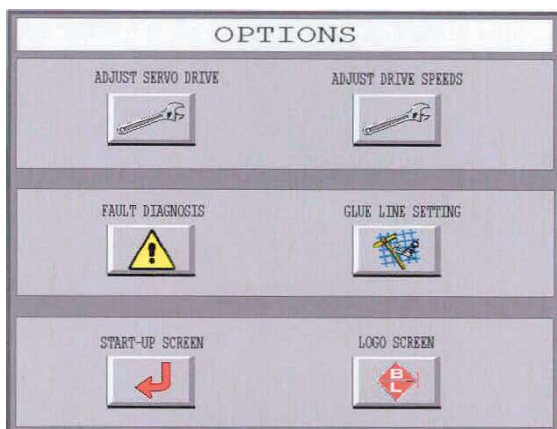 OPTIONS
ADJUST SERVO DRIVE
ADJUST DRIVE SPEEDS
FAULT DIAGNOSIS
GLUE LINE SETTING
START-UP SCREEN
LOGO SCREEN
B
L